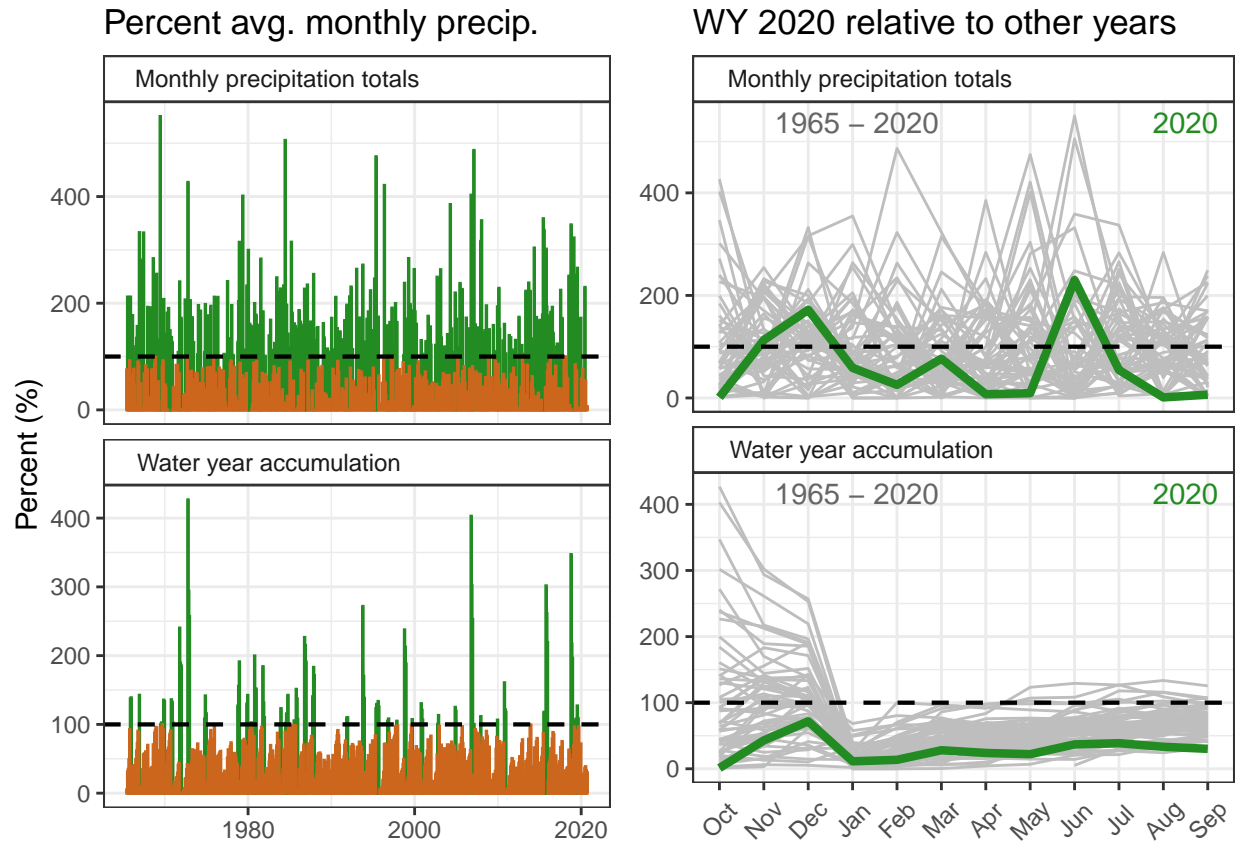 Percent avg. monthly precip.
Monthly precipitation totals
400
200
0
Water year accumulation
400
300
200
100
0
1980
2000
2020
Percent (%)
WY 2020 relative to other years
Monthly precipitation totals
1965 – 2020
2020
400
200
0
Water year accumulation
1965 – 2020
2020
400
300
200
100
0
Oct
Nov
Dec
Jan
Feb
Mar
Apr
May
Jun
Jul
Aug
Sep